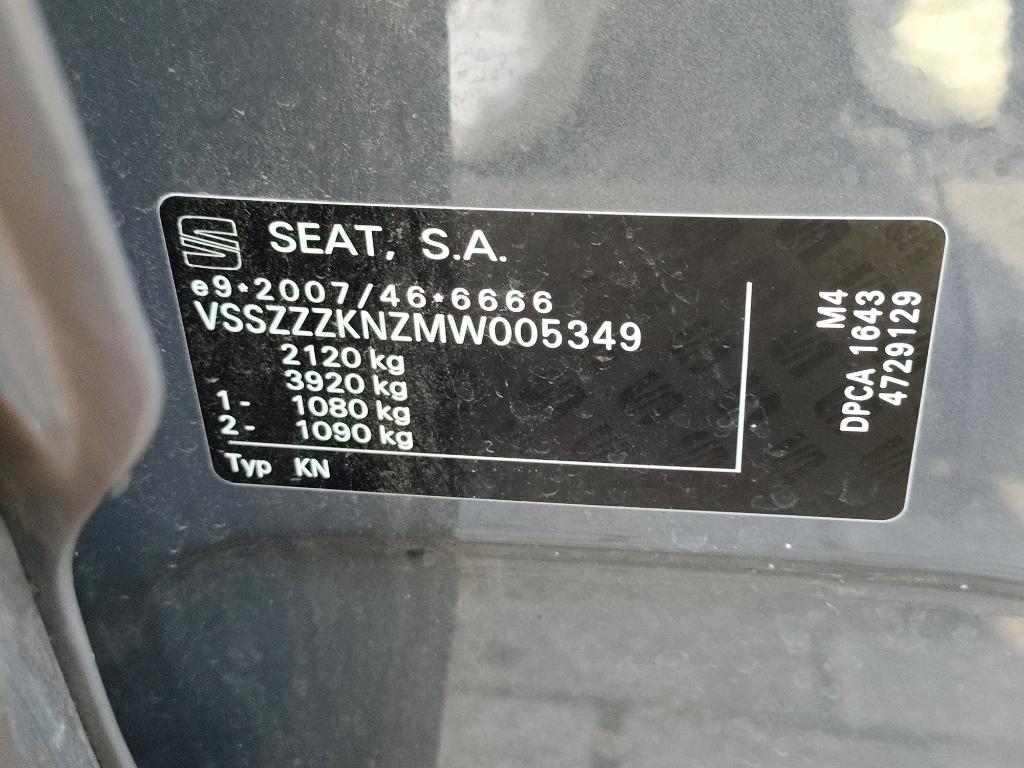 SEAT, S.A.
e9*2007/46*6666
VSSZZZKNZMW005349
2120 kg
3920 kg
1- 1080 kg
2- 1090 kg
Typ KN
M4
DPCA 1643
4729129